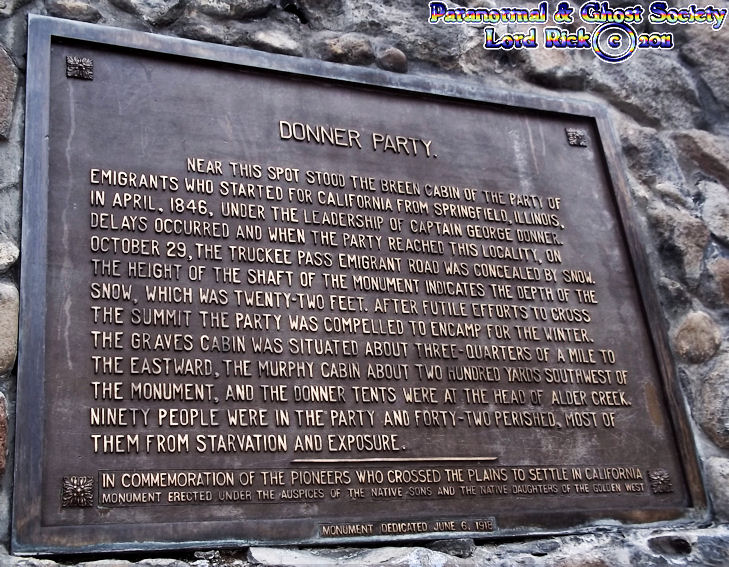 Paranormal & Ghost Society
Lord Rick © 2011
DONNER PARTY.
NEAR THIS SPOT STOOD THE BREEN CABIN OF THE PARTY OF
EMIGRANTS WHO STARTED FOR CALIFORNIA FROM SPRINGFIELD, ILLINOIS,
IN APRIL, 1846, UNDER THE LEADERSHIP OF CAPTAIN GEORGE DONNER.
DELAYS OCCURRED AND WHEN THE PARTY REACHED THIS LOCALITY, ON
OCTOBER 29, THE TRUCKEE PASS EMIGRANT ROAD WAS CONCEALED BY SNOW.
THE HEIGHT OF THE SHAFT OF THE MONUMENT INDICATES THE DEPTH OF THE
SNOW, WHICH WAS TWENTY-TWO FEET. AFTER FUTILE EFFORTS TO CROSS
THE SUMMIT THE PARTY WAS COMPELLED TO ENCAMP FOR THE WINTER.
THE GRAVES CABIN WAS SITUATED ABOUT THREE-QUARTERS OF A MILE TO
THE EASTWARD, THE MURPHY CABIN ABOUT TWO HUNDRED YARDS SOUTHWEST OF
THE MONUMENT, AND THE DONNER TENTS WERE AT THE HEAD OF ALDER CREEK.
NINETY PEOPLE WERE IN THE PARTY AND FORTY-TWO PERISHED, MOST OF
THEM FROM STARVATION AND EXPOSURE.
IN COMMEMORATION OF THE PIONEERS WHO CROSSED THE PLAINS TO SETTLE IN CALIFORNIA
MONUMENT ERECTED UNDER THE AUSPICES OF THE NATIVE SONS AND THE NATIVE DAUGHTERS OF THE GOLDEN WEST
MONUMENT DEDICATED JUNE 6, 1918